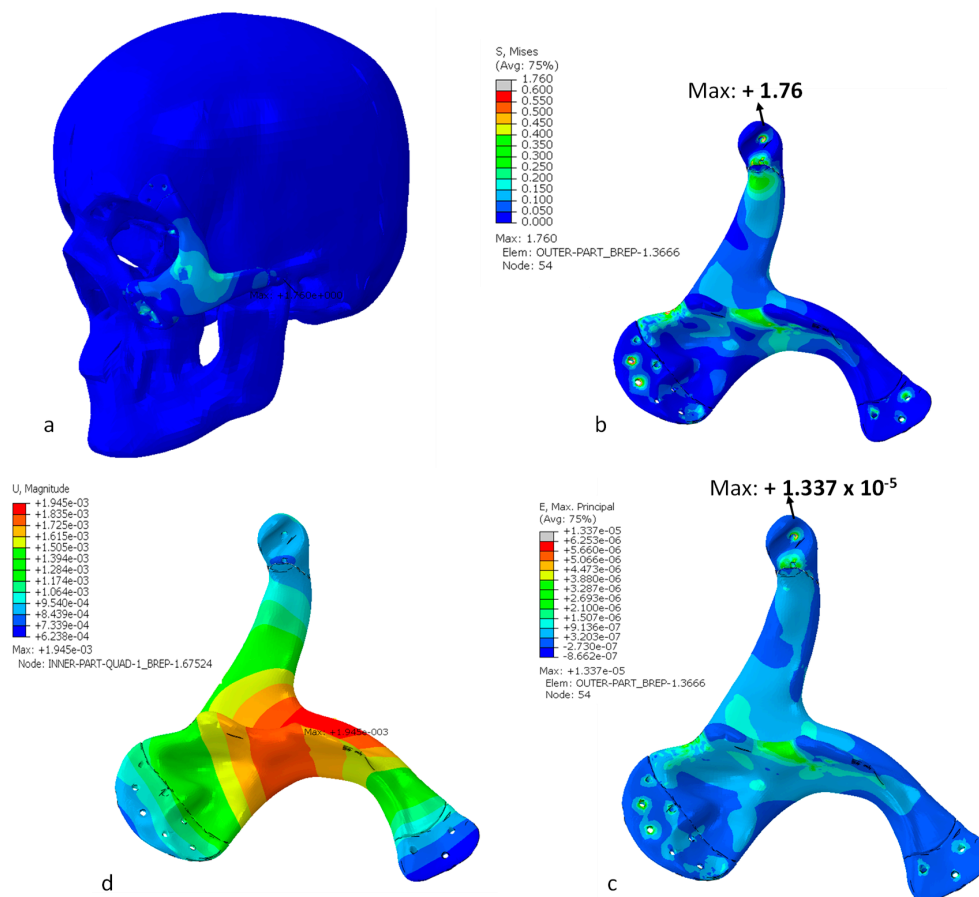 S, Mises
(Avg: 75%)
1.760
0.600
0.550
0.500
0.450
0.400
0.350
0.300
0.250
0.200
0.150
0.100
0.050
0.000
Max: 1.760
Elem: OUTER-PART_BREP-1.3666
Node: 54
Max: + 1.76
a
b
U, Magnitude
+1.945e-03
+1.835e-03
+1.725e-03
+1.615e-03
+1.505e-03
+1.394e-03
+1.284e-03
+1.174e-03
+1.064e-03
+9.540e-04
+8.439e-04
+7.339e-04
+6.238e-04
Max: +1.945e-03
Node: INNER-PART-QUAD-1_BREP-1.67524
Max: +1.945e-003
d
Max: + 1.337 x 10-5
E, Max. Principal
(Avg: 75%)
+1.337e-05
+6.253e-06
+5.660e-06
+5.066e-06
+4.473e-06
+3.880e-06
+3.287e-06
+2.693e-06
+2.100e-06
+1.507e-06
+9.136e-07
+3.203e-07
-2.730e-07
-8.662e-07
Max: +1.337e-05
Elem: OUTER-PART_BREP-1.3666
Node: 54
c